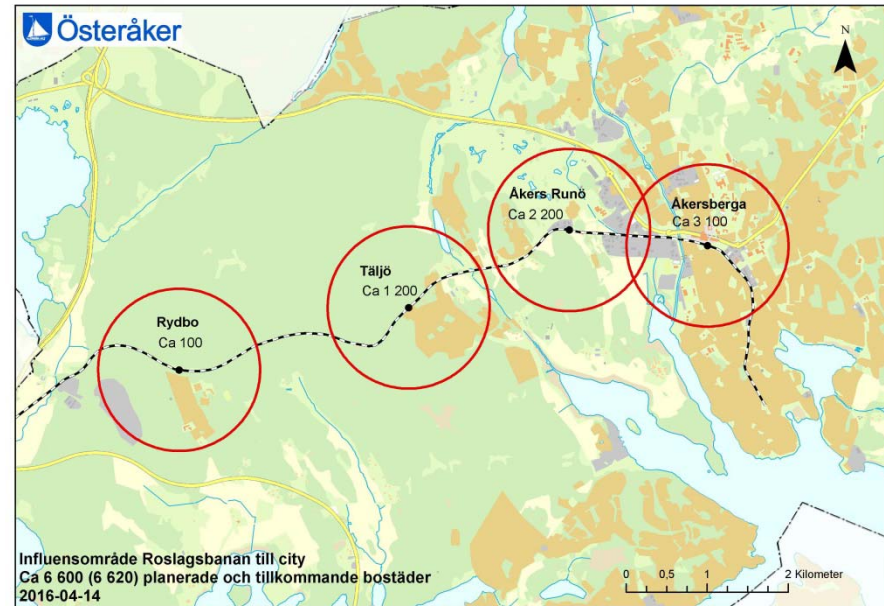 Österåker
N
Åkers Runö
Ca 2 200
Åkersberga
Ca 3 100
Täljö
Ca 1 200
Rydbo
Ca 100
Influensområde Roslagsbanan till city
Ca 6 600 (6 620) planerade och tillkommande bostäder
2016-04-14
0 0,5 1 2 Kilometer